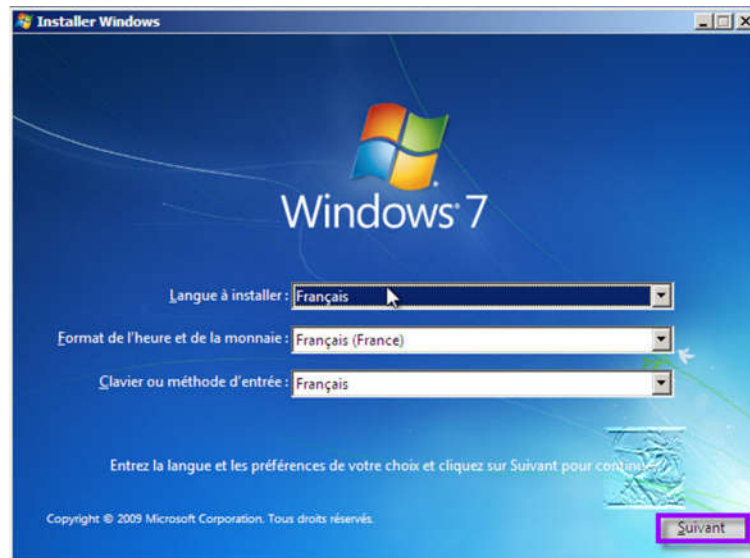 Installer Windows
Windows 7
Langue à installer : Français
Format de l'heure et de la monnaie : Français (France)
Clavier ou méthode d'entrée : Français
Entrez la langue et les préférences de votre choix et cliquez sur Suivant pour
Copyright © 2009 Microsoft Corporation. Tous droits réservés.
Suivant